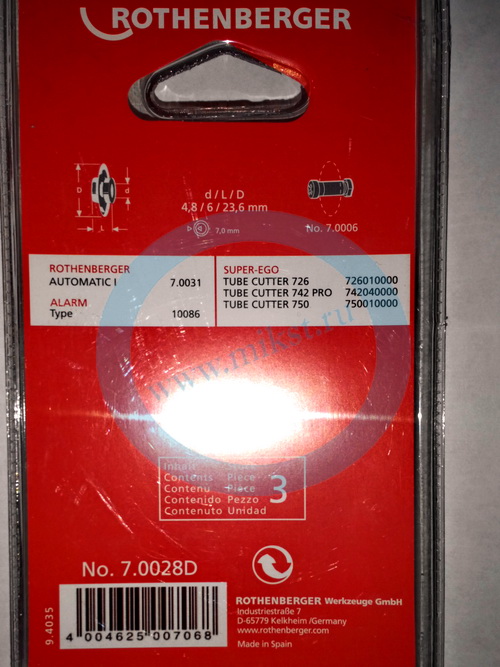 ROTHENBERGER
D
d
L
d / L / D
4,8 / 6 / 23,6 mm
7,0 mm
No. 7.0006
ROTHENBERGER
AUTOMATIC I 7.0031
ALARM
Type 10086
SUPER-EGO
TUBE CUTTER 726 726010000
TUBE CUTTER 742 PRO 742040000
TUBE CUTTER 750 750010000
www.mikst.ru
Inhalt
Contents Piece
Contenu Pièce
Contenido Pezzo
Contenuto Unidad
3
No. 7.0028D
9.4035
4 004625 007068
ROTHENBERGER Werkzeuge GmbH
Industriestraße 7
D-65779 Kelkheim /Germany
www.rothenberger.com
Made in Spain